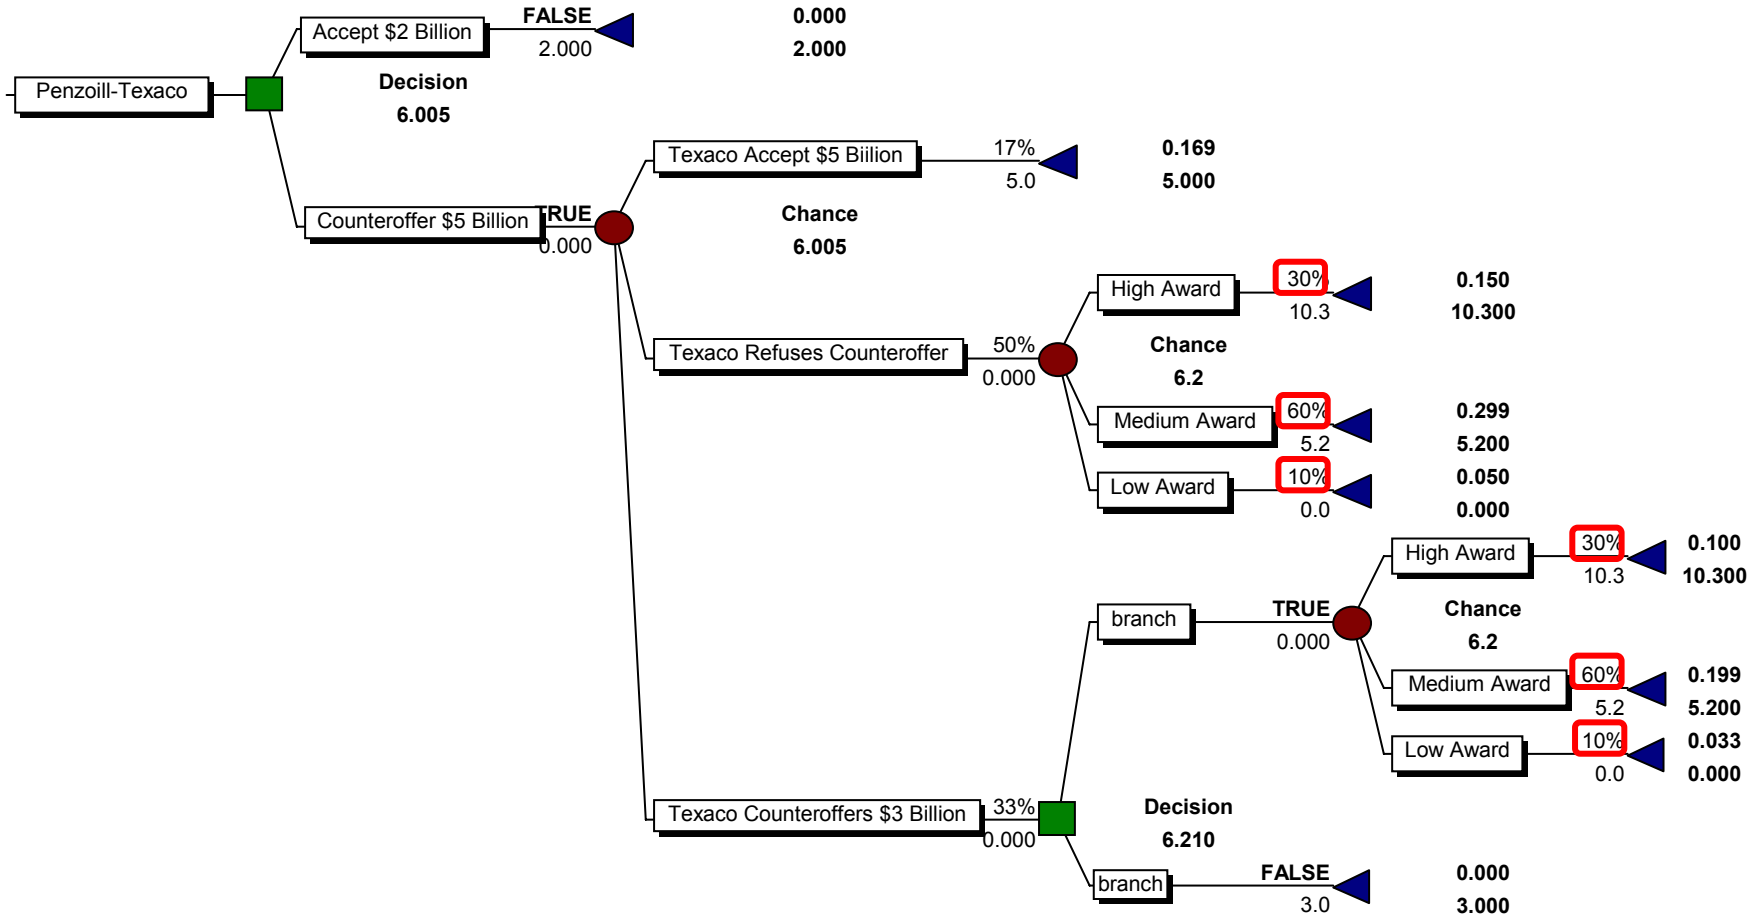 FALSE 0.000
Accept $2 Billion
2.000 2.000
Decision
Penzoill-Texaco
6.005
17% 0.169
Texaco Accept $5 Biillion
5.0 5.000
TRUE Chance
Counteroffer $5 Billion
0.000 6.005
30% 0.150
High Award
10.3 10.300
50% Chance
Texaco Refuses Counteroffer
0.000 6.2
60% 0.299
Medium Award
5.2 5.200
10% 0.050
Low Award
0.0 0.000
30% 0.100
High Award
10.3 10.300
TRUE Chance
branch
0.000 6.2
60% 0.199
Medium Award
5.2 5.200
10% 0.033
Low Award
0.0 0.000
33% Decision
Texaco Counteroffers $3 Billion
0.000 6.210
FALSE 0.000
branch
3.0 3.000